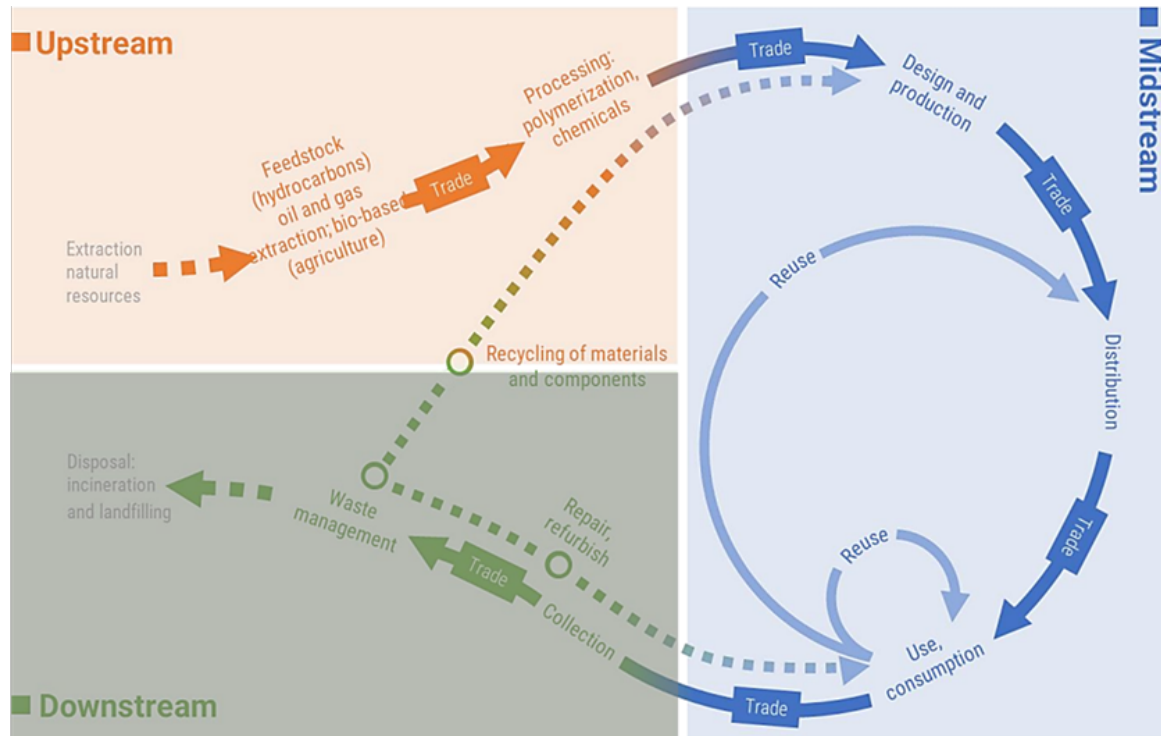 Upstream
Extraction
natural
resources
Feedstock
(hydrocarbons)
oil and gas
extraction; bio-based
(agriculture)
Trade
Processing:
polymerization,
chemicals
Trade
Midstream
Design and
production
Trade
Distribution
Trade
Use,
consumption
Reuse
Reuse
Trade
Recycling of materials
and components
Repair,
refurbish
Collection
Trade
Waste
management
Disposal:
incineration
and landfilling
Downstream